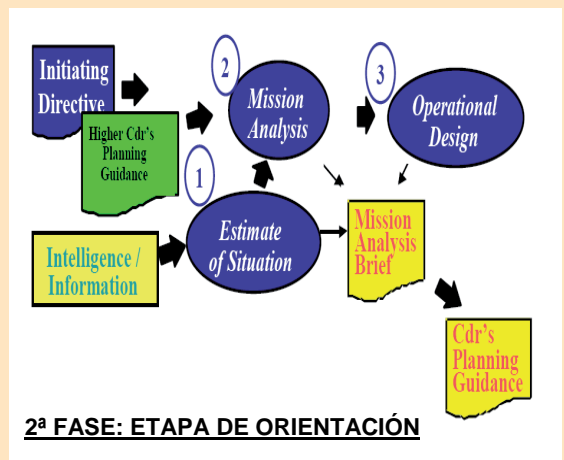 Initiating
Directive
Higher Cdr's
Planning
Guidance
2
Mission
Analysis
3
Operational
Design
1
Estimate
of Situation
Intelligence /
Information
Mission
Analysis
Brief
Cdr's
Planning
Guidance
2ª FASE: ETAPA DE ORIENTACIÓN